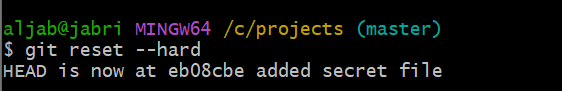 aljab@jabri MINGW64 /c/projects (master)
$ git reset --hard
HEAD is now at eb08cbe added secret file